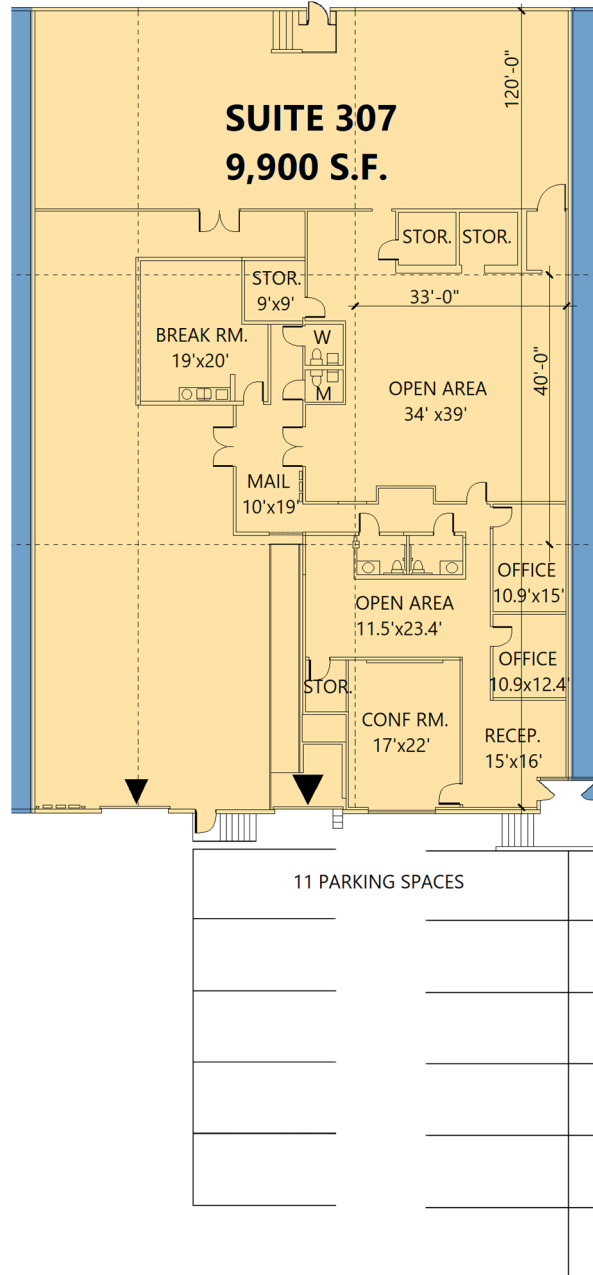 120'-0"
SUITE 307
9,900 S.F.
STOR.
STOR.
STOR.
9'x9'
33'-0"
W
BREAK RM.
19'x20'
40'-0"
M
OPEN AREA
34' x39'
MAIL
10'x19'
OFFICE
10.9'x15'
OPEN AREA
11.5'x23.4'
OFFICE
10.9x12.4'
STOR.
CONF RM.
17'x22'
RECEP.
15'x16'
11 PARKING SPACES